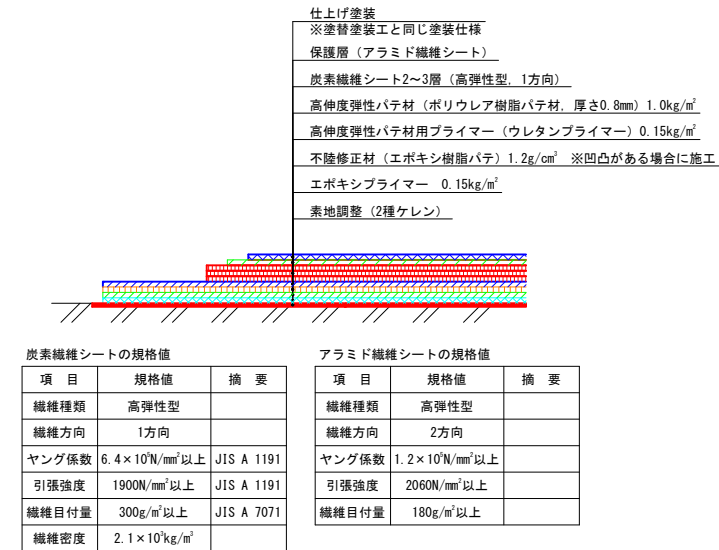 仕上げ塗装
※塗替塗装工と同じ塗装仕様
保護層（アラミド繊維シート）
炭素繊維シート2～3層（高弾性型，1方向）
高伸度弾性パテ材（ポリウレア樹脂パテ材，厚さ0.8mm）1.0kg/m²
高伸度弾性パテ材用プライマー（ウレタンプライマー）0.15kg/m²
不陸修正材（エポキシ樹脂パテ）1.2g/cm³　※凹凸がある場合に施工
エポキシプライマー　0.15kg/m²
素地調整（2種ケレン）
炭素繊維シートの規格値
項　目　規格値　摘　要
繊維種類　高弾性型
繊維方向　1方向
ヤング係数　6.4×10⁵N/mm²以上　JIS A 1191
引張強度　1900N/mm²以上　JIS A 1191
繊維目付量　300g/m²以上　JIS A 7071
繊維密度　2.1×10³kg/m³
アラミド繊維シートの規格値
項　目　規格値　摘　要
繊維種類　高弾性型
繊維方向　2方向
ヤング係数　1.2×10⁵N/mm²以上
引張強度　2060N/mm²以上
繊維目付量　180g/m²以上